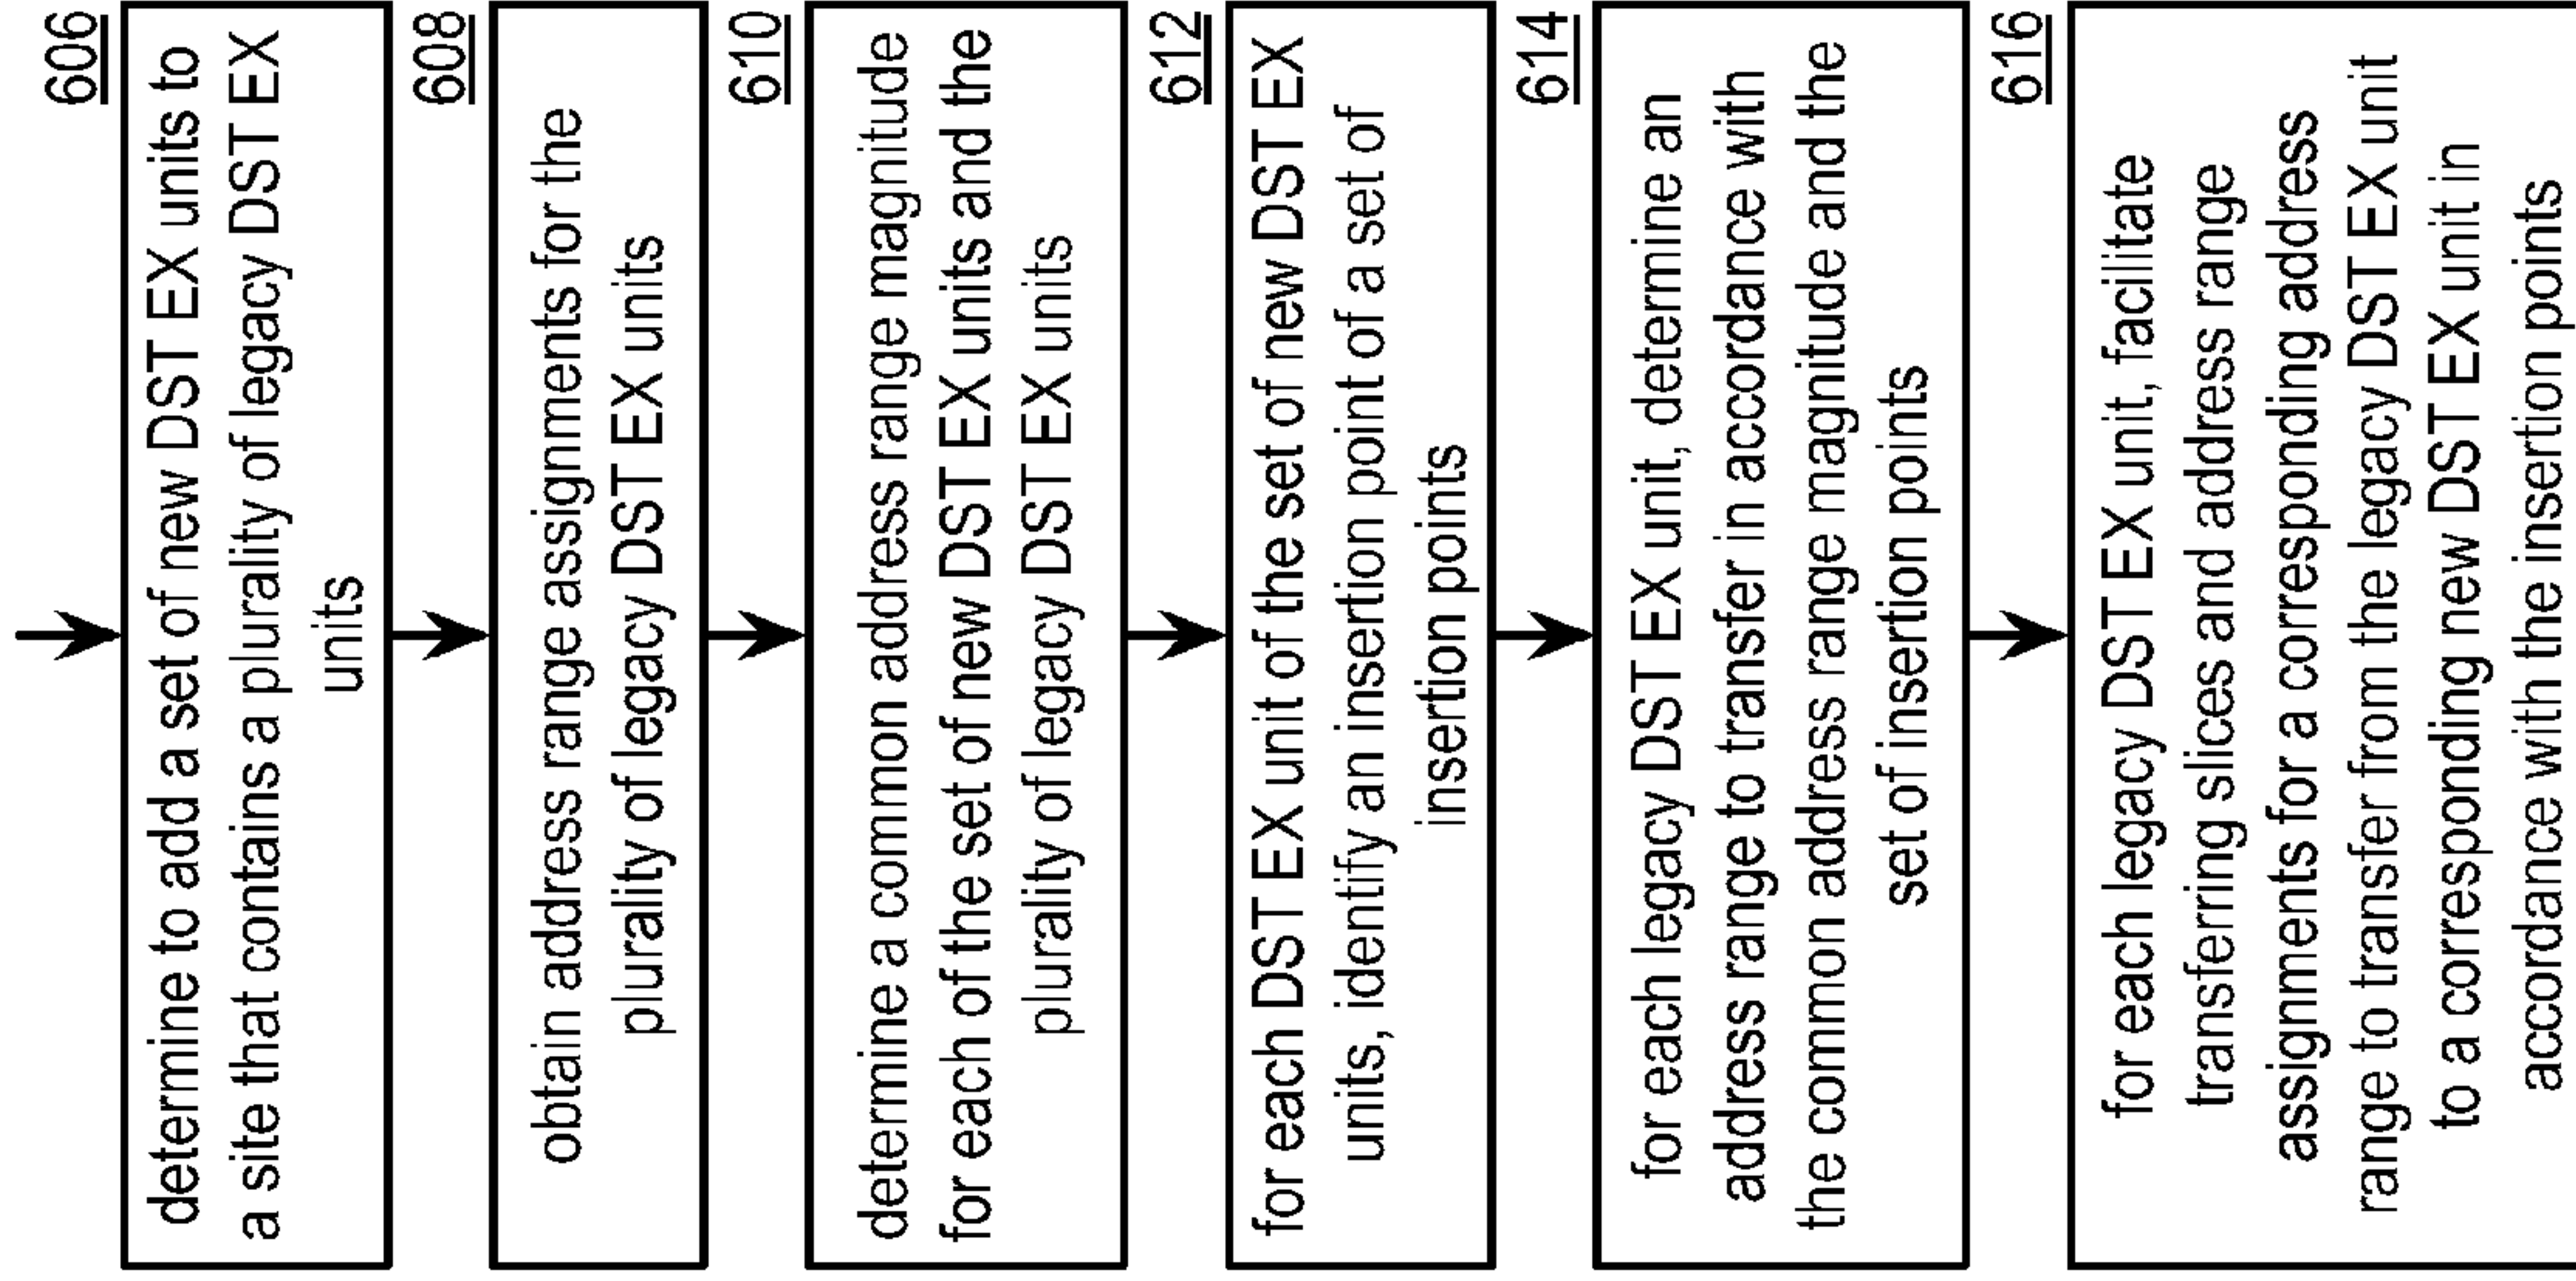 606
determine to add a set of new DST EX units to
a site that contains a plurality of legacy DST EX
units
608
obtain address range assignments for the
plurality of legacy DST EX units
610
determine a common address range magnitude
for each of the set of new DST EX units and the
plurality of legacy DST EX units
612
for each DST EX unit of the set of new DST EX
units, identify an insertion point of a set of
insertion points
614
for each legacy DST EX unit, determine an
address range to transfer in accordance with
the common address range magnitude and the
set of insertion points
616
for each legacy DST EX unit, facilitate
transferring slices and address range
assignments for a corresponding address
range to transfer from the legacy DST EX unit
to a corresponding new DST EX unit in
accordance with the insertion points